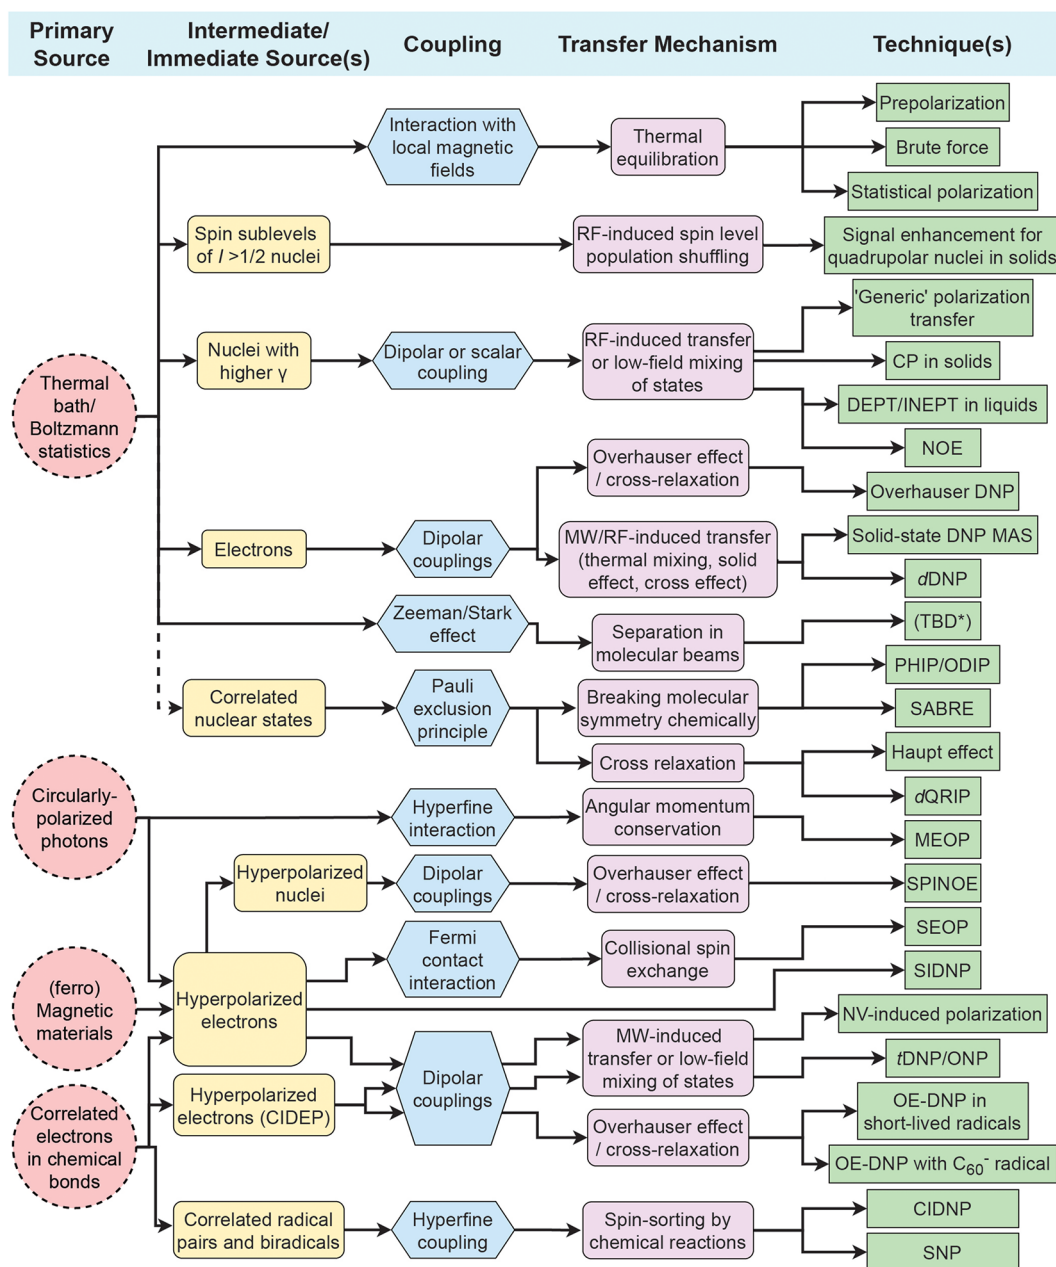 Primary
Source
Intermediate/
Immediate Source(s)
Coupling
Transfer Mechanism
Technique(s)
Interaction with
local magnetic
fields
Thermal
equilibration
Prepolarization
Brute force
Statistical polarization
Spin sublevels
of I >1/2 nuclei
RF-induced spin level
population shuffling
Signal enhancement for
quadrupolar nuclei in solids
Thermal
bath/
Boltzmann
statistics
Nuclei with
higher γ
Dipolar or scalar
coupling
RF-induced transfer
or low-field mixing
of states
'Generic' polarization
transfer
CP in solids
DEPT/INEPT in liquids
NOE
Electrons
Dipolar
couplings
Overhauser effect
/ cross-relaxation
Overhauser DNP
MW/RF-induced transfer
(thermal mixing, solid
effect, cross effect)
Solid-state DNP MAS
dDNP
Zeeman/Stark
effect
Separation in
molecular beams
(TBD*)
Correlated
nuclear states
Pauli
exclusion
principle
Breaking molecular
symmetry chemically
PHIP/ODIP
SABRE
Cross relaxation
Haupt effect
dQRIP
Circularly-
polarized
photons
Hyperfine
interaction
Angular momentum
conservation
MEOP
Hyperpolarized
nuclei
Dipolar
couplings
Overhauser effect
/ cross-relaxation
SPINOE
Fermi
contact
interaction
Collisional spin
exchange
SEOP
(ferro)
Magnetic
materials
Hyperpolarized
electrons
SIDNP
Dipolar
couplings
MW-induced
transfer or low-field
mixing of states
NV-induced polarization
tDNP/ONP
Correlated
electrons
in chemical
bonds
Hyperpolarized
electrons (CIDEP)
Overhauser effect
/ cross-relaxation
OE-DNP in
short-lived radicals
OE-DNP with C60- radical
Correlated radical
pairs and biradicals
Hyperfine
coupling
Spin-sorting by
chemical reactions
CIDNP
SNP